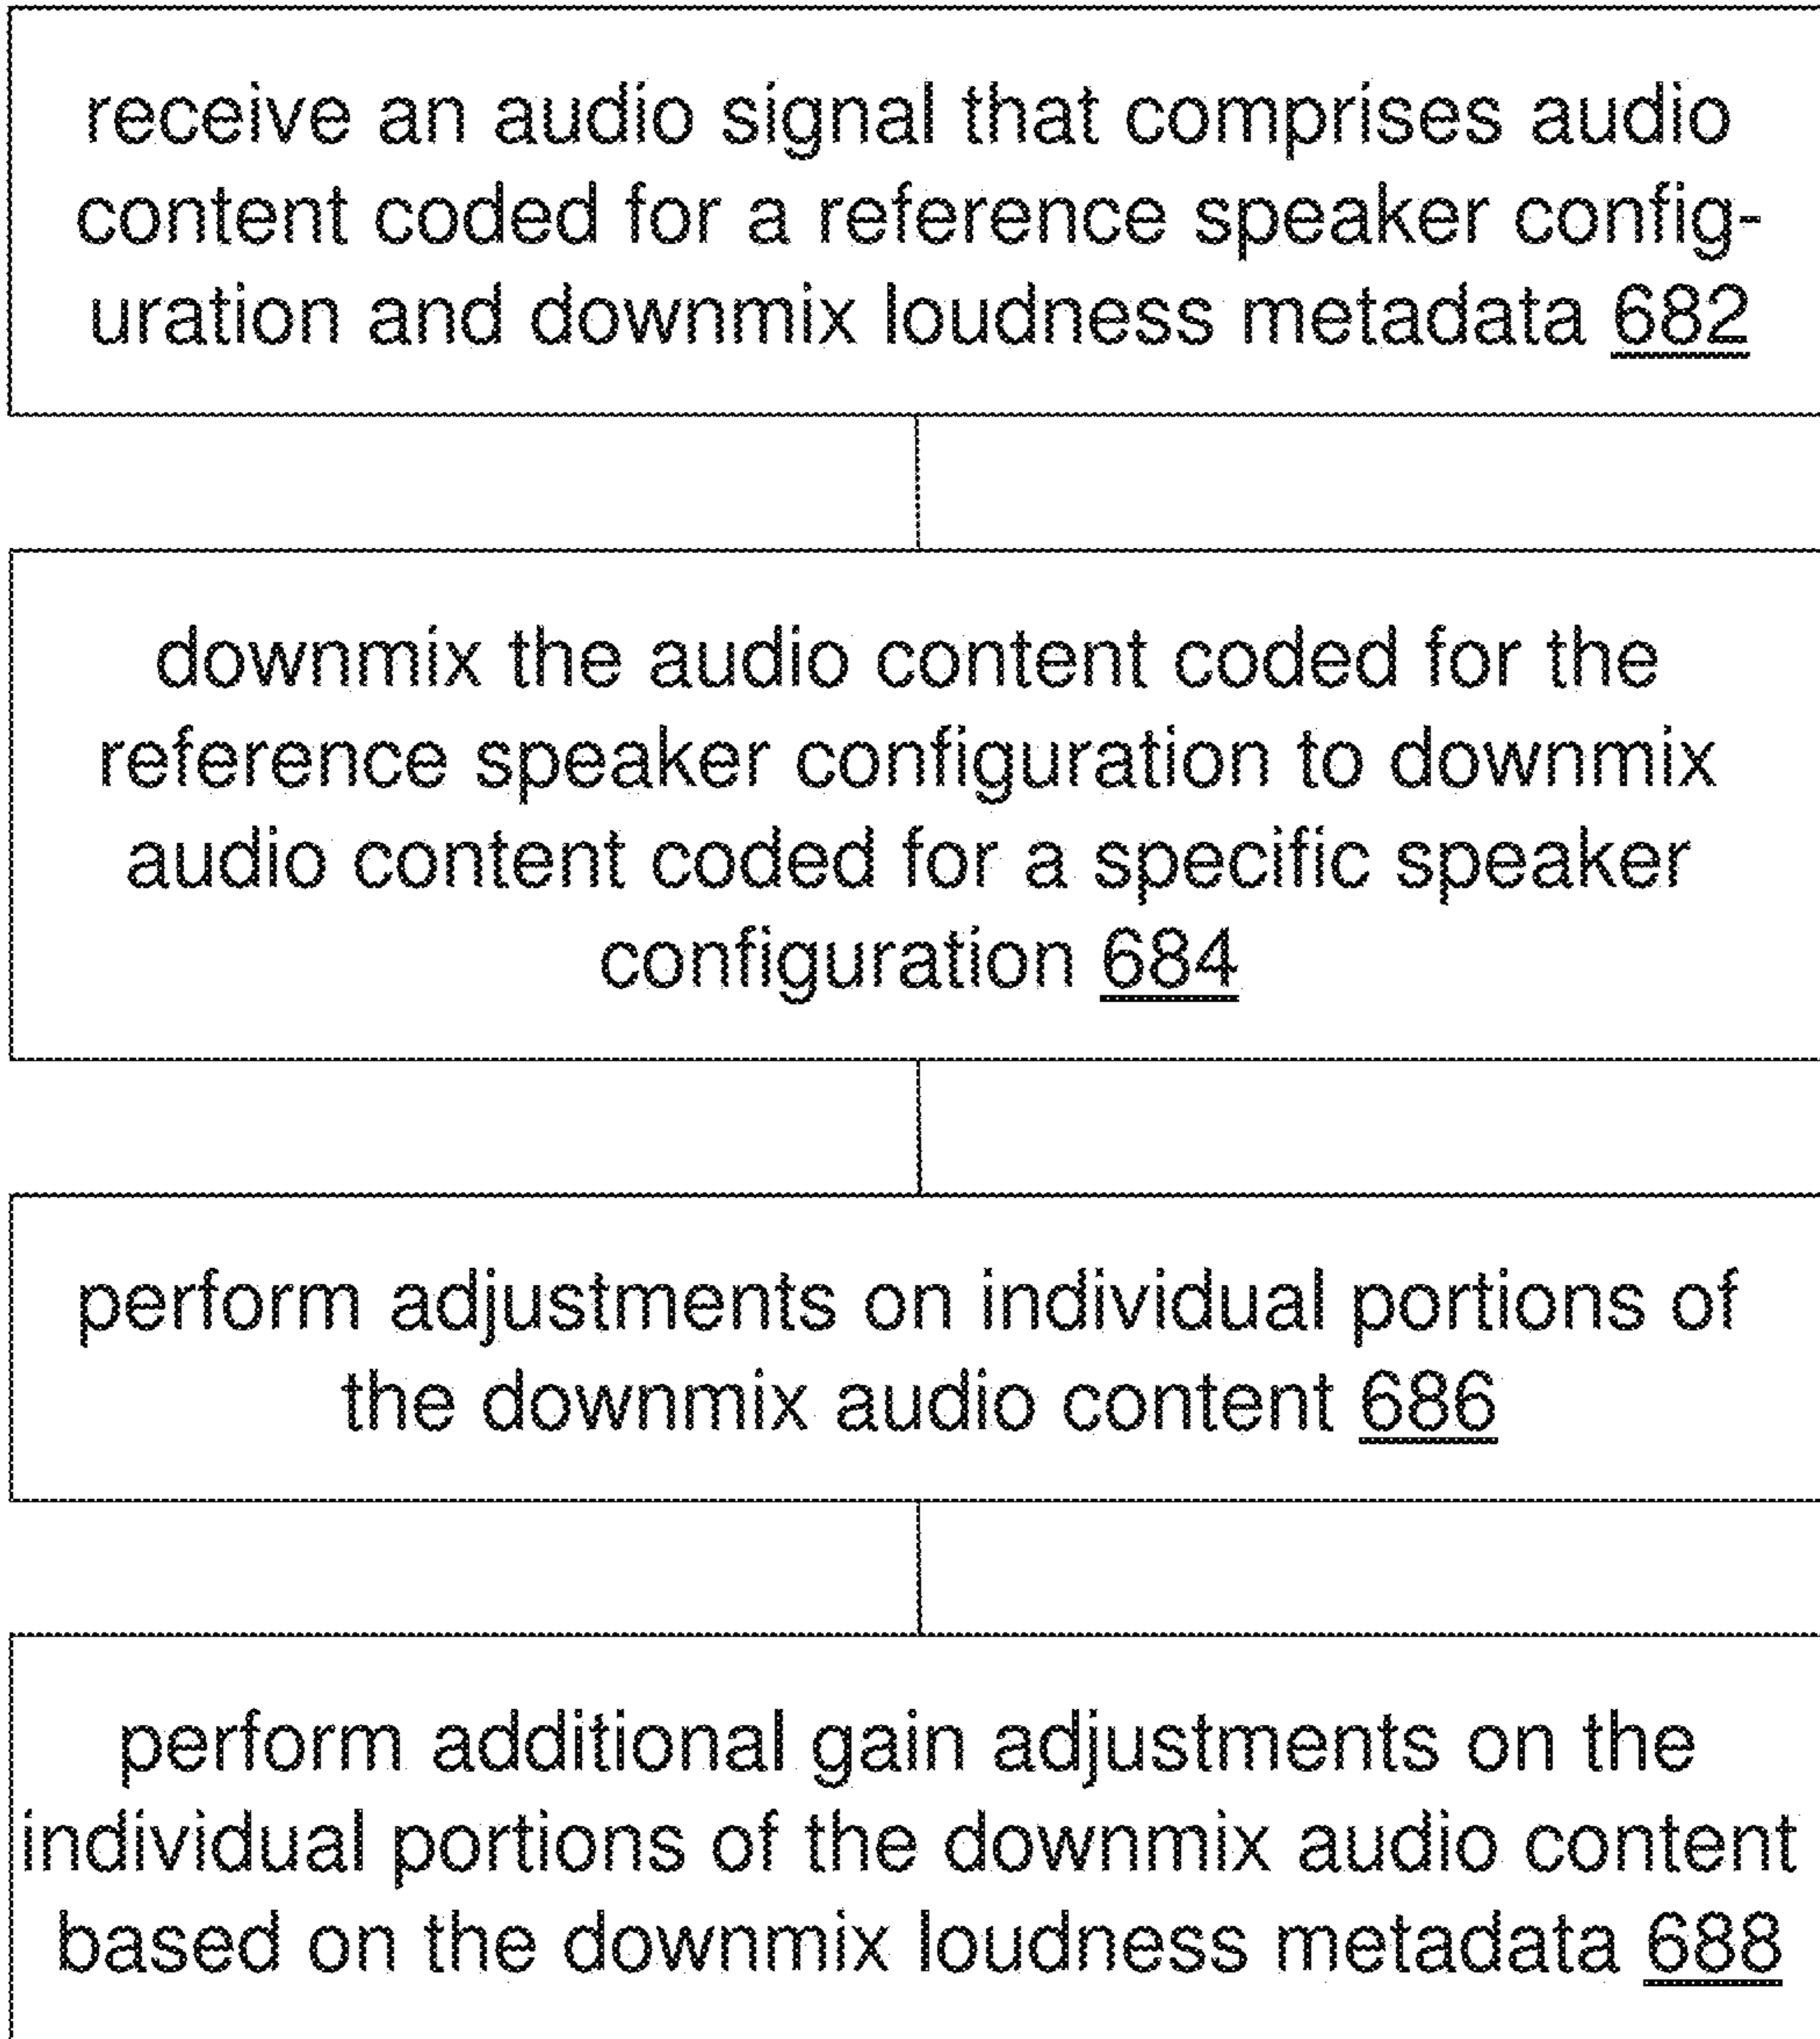 receive an audio signal that comprises audio
content coded for a reference speaker config-
uration and downmix loudness metadata 682
downmix the audio content coded for the
reference speaker configuration to downmix
audio content coded for a specific speaker
configuration 684
perform adjustments on individual portions of
the downmix audio content 686
perform additional gain adjustments on the
individual portions of the downmix audio content
based on the downmix loudness metadata 688